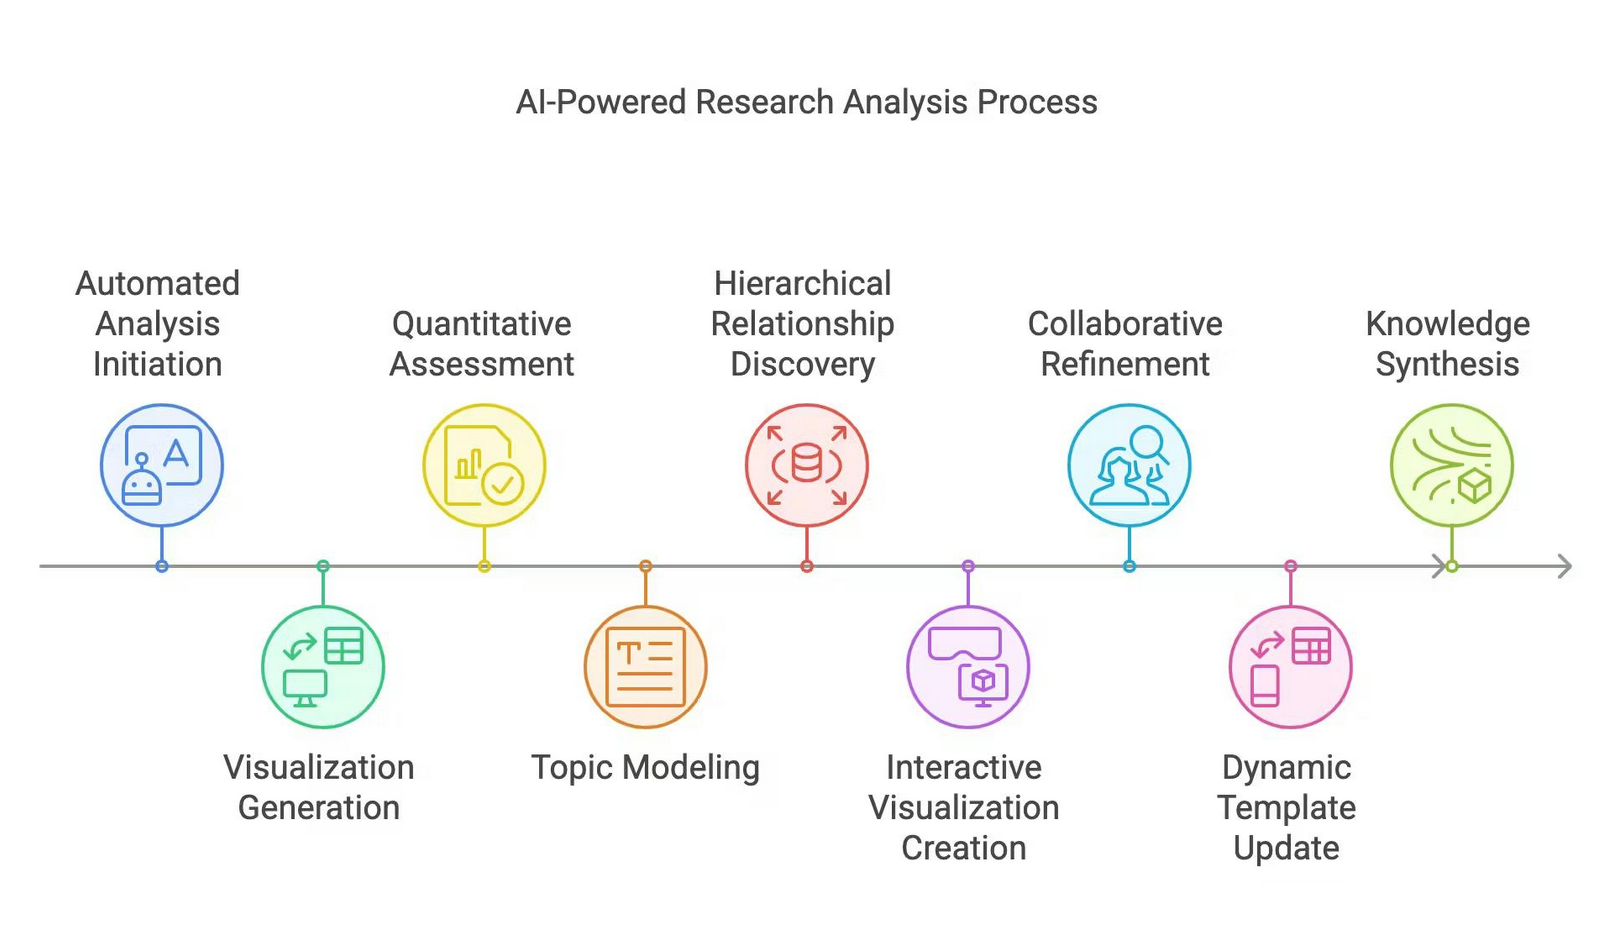 AI-Powered Research Analysis Process
Automated
Analysis
Initiation
Visualization
Generation
Quantitative
Assessment
Topic Modeling
Hierarchical
Relationship
Discovery
Interactive
Visualization
Creation
Collaborative
Refinement
Dynamic
Template
Update
Knowledge
Synthesis
A
T